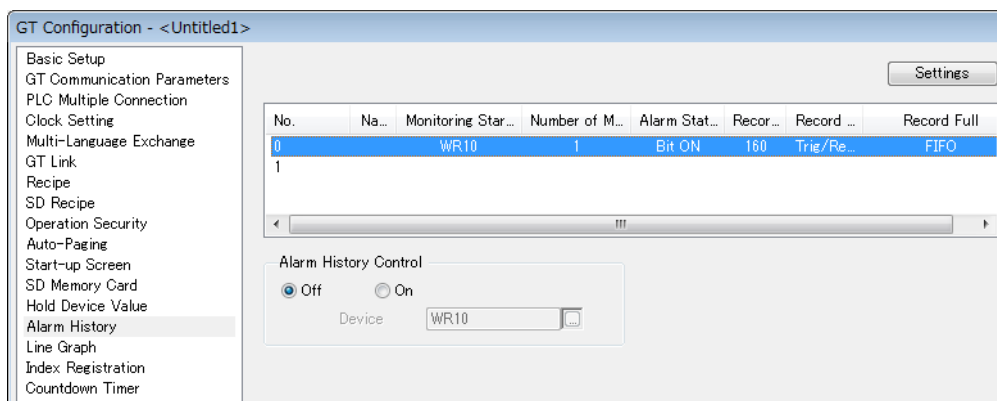 GT Configuration - <Untitled1>
Basic Setup
GT Communication Parameters
PLC Multiple Connection
Clock Setting
Multi-Language Exchange
GT Link
Recipe
SD Recipe
Operation Security
Auto-Paging
Start-up Screen
SD Memory Card
Hold Device Value
Alarm History
Line Graph
Index Registration
Countdown Timer
Settings
No. Na... Monitoring Star... Number of M... Alarm Stat... Recor... Record ... Record Full
0 WR10 1 Bit ON 160 Trig/Re... FIFO
1
Alarm History Control
Off On
Device WR10 ...